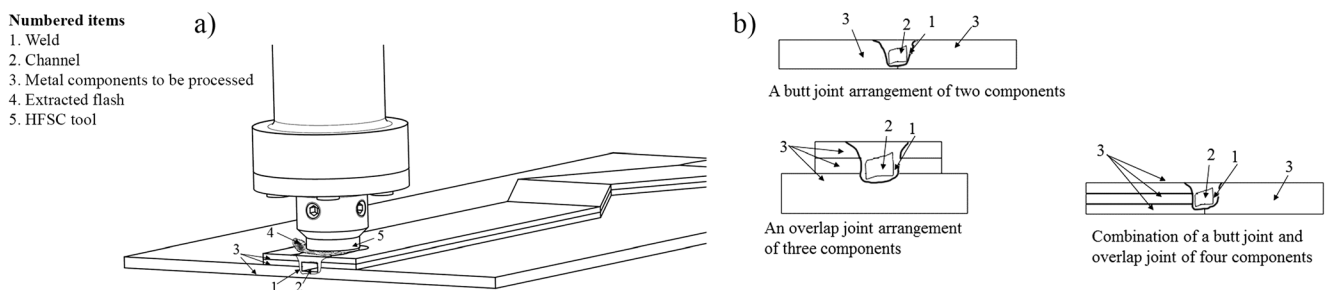 Numbered items
1. Weld
2. Channel
3. Metal components to be processed
4. Extracted flash
5. HFSC tool
a)
4
5
3
1
2
b)
3
2
1
3
A butt joint arrangement of two components
3
2
1
An overlap joint arrangement
of three components
3
2
1
3
Combination of a butt joint and
overlap joint of four components